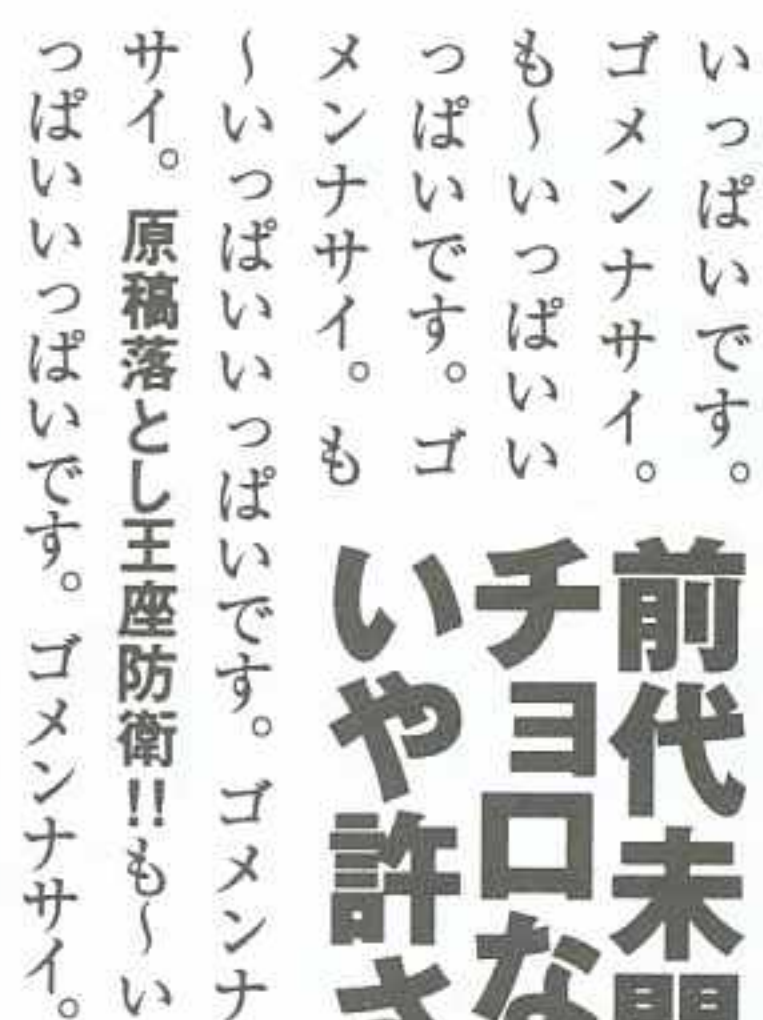 いっぱいです。
ゴメンナサイ。
も～いっぱいい
っぱいです。ゴ
メンナサイ。も
～いっぱいいっぱいです。ゴメンナ
サイ。原稿落とし王座防衛!!も～い
っぱいいっぱいです。ゴメンナサイ。
前代未
チョロな
いや許さ